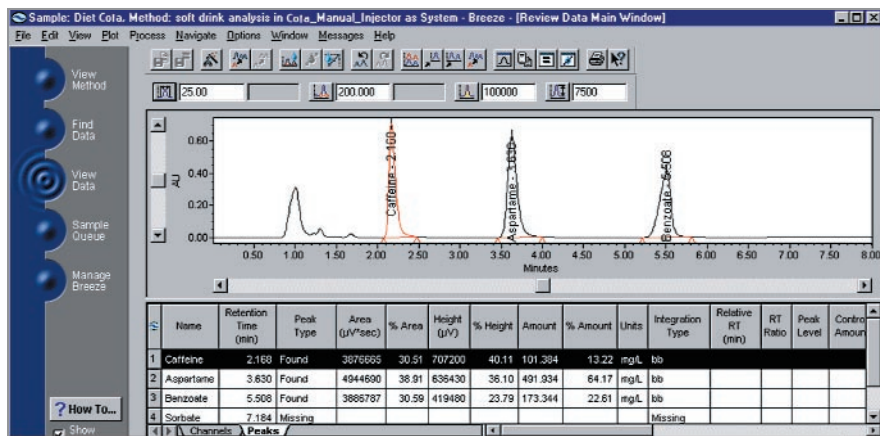 Sample: Diet Cota, Method: soft drink analysis in Cota_Manual_Injector as System - Breeze - [Review Data Main Window]
File Edit View Plot Process Navigate Options Window Messages Help
25.00 200.000 100000 7500
View
Method
Find
Data
View
Data
Sample
Queue
Manage
Breeze
? How To...
Show
AU
0.60
0.40
0.20
0.00
Caffeine - 2.160
Aspartame - 3.630
Benzoate - 5.508
0.50 1.00 1.50 2.00 2.50 3.00 3.50 4.00 4.50 5.00 5.50 6.00 6.50 7.00 7.50 8.00
Minutes
Name Retention Time (min) Peak Type Area (µV*sec) % Area Height (µV) % Height Amount % Amount Units Integration Type Relative RT (min) RT Ratio Peak Level Contro Amoun
1 Caffeine 2.168 Found 3876665 30.51 707200 40.11 101.384 13.22 mg/L bb
2 Aspartame 3.630 Found 4944690 38.91 636430 36.10 491.934 64.17 mg/L bb
3 Benzoate 5.508 Found 3886787 30.59 419480 23.79 173.344 22.61 mg/L bb
4 Sorbate 7.184 Missing Missing
Channels Peaks